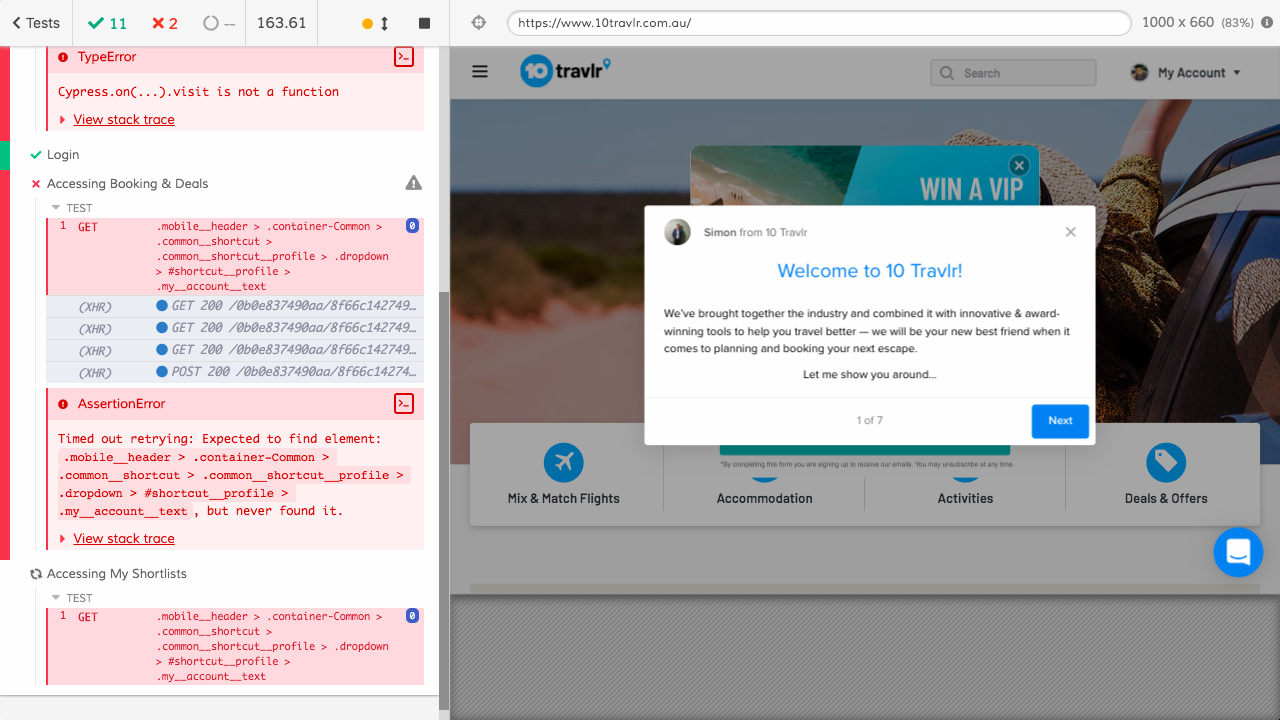 Tests
11
2
--
163.61
https://www.10travlr.com.au/
1000 x 660 (83%)
TypeError
Cypress.on(...).visit is not a function
View stack trace
Login
Accessing Booking & Deals
TEST
1 GET .mobile__header > .container-Common > 0
.common__shortcut >
.common__shortcut__profile > .dropdown
> #shortcut__profile >
.my__account__text
(XHR) GET 200 /0b0e837490aa/8f66c142749…
(XHR) GET 200 /0b0e837490aa/8f66c142749…
(XHR) GET 200 /0b0e837490aa/8f66c142749…
(XHR) POST 200 /0b0e837490aa/8f66c14274…
AssertionError
Timed out retrying: Expected to find element:
.mobile__header > .container-Common >
.common__shortcut > .common__shortcut__profile >
.dropdown > #shortcut__profile >
.my__account__text, but never found it.
View stack trace
Accessing My Shortlists
TEST
1 GET .mobile__header > .container-Common > 0
.common__shortcut >
.common__shortcut__profile > .dropdown
> #shortcut__profile >
.my__account__text
10 travlr
Search
My Account
WIN A VIP
Simon from 10 Travlr
Welcome to 10 Travlr!
We've brought together the industry and combined it with innovative & award-
winning tools to help you travel better — we will be your new best friend when it
comes to planning and booking your next escape.
Let me show you around...
1 of 7
Next
*By completing this form you are signing up to receive our emails. You may unsubscribe at any time.
Mix & Match Flights
Accommodation
Activities
Deals & Offers